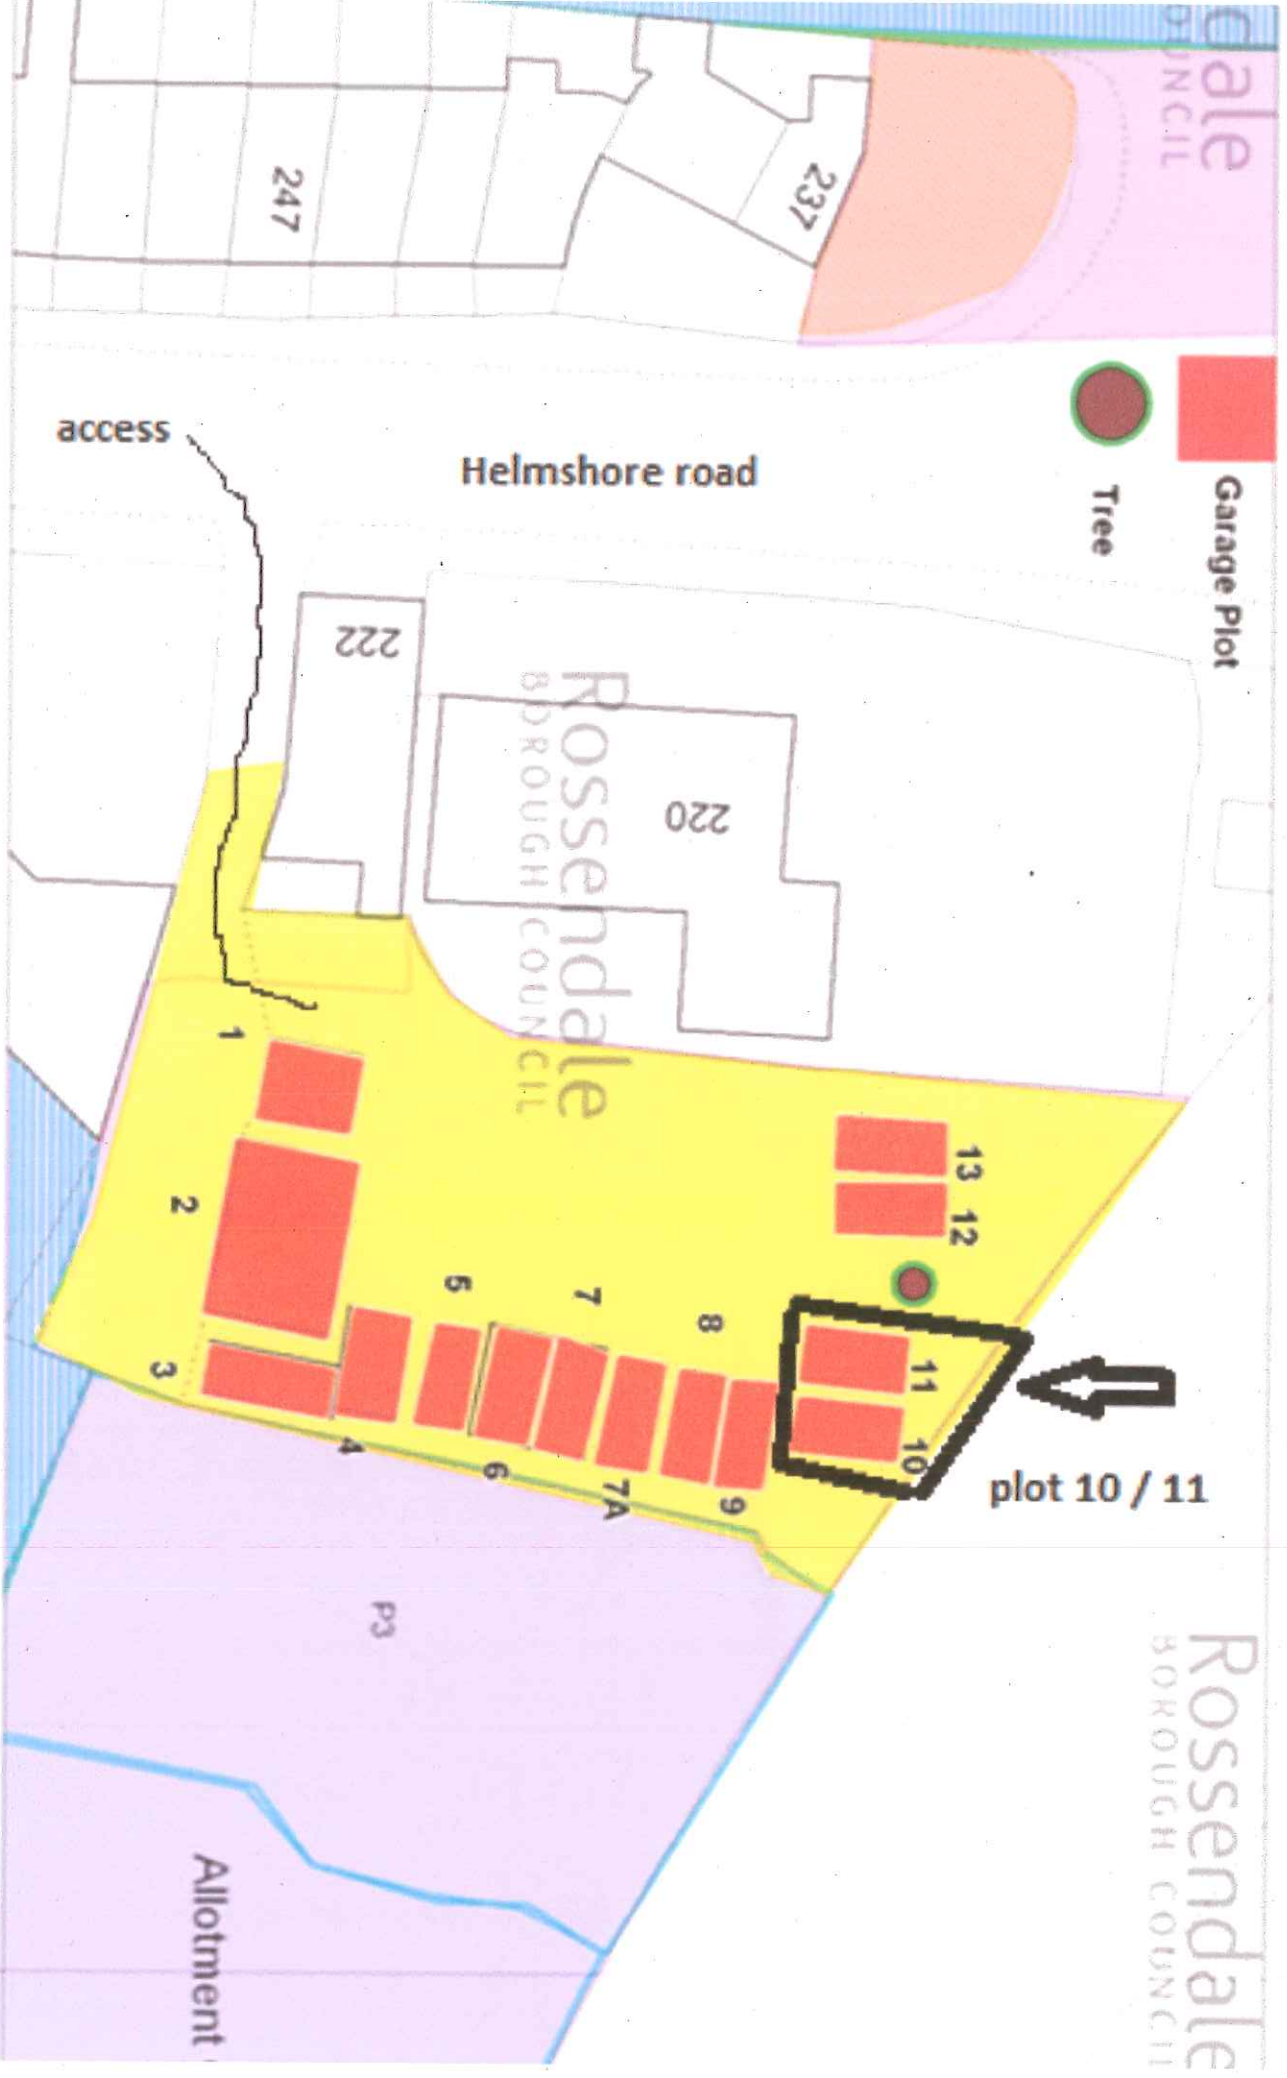 dale
OUNCIL
237
247
Garage Plot
Tree
access
Helmshore road
222
220
Rossendale
BOROUGH COUNCIL
1
13
2
12
5
7
8
3
11
10
4
6
7A
9
plot 10 / 11
P3
Rossendale
BOROUGH COUNCIL
Allotment